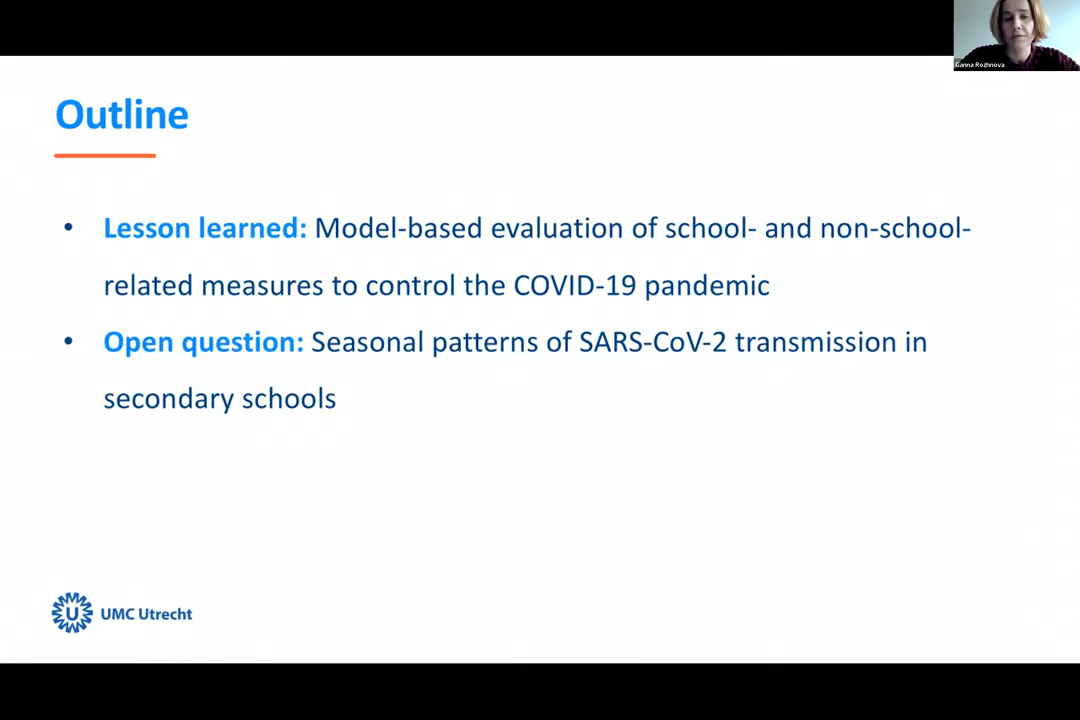 Ganna Rozhnova
Outline
• Lesson learned: Model-based evaluation of school- and non-school-
related measures to control the COVID-19 pandemic
• Open question: Seasonal patterns of SARS-CoV-2 transmission in
secondary schools
U UMC Utrecht